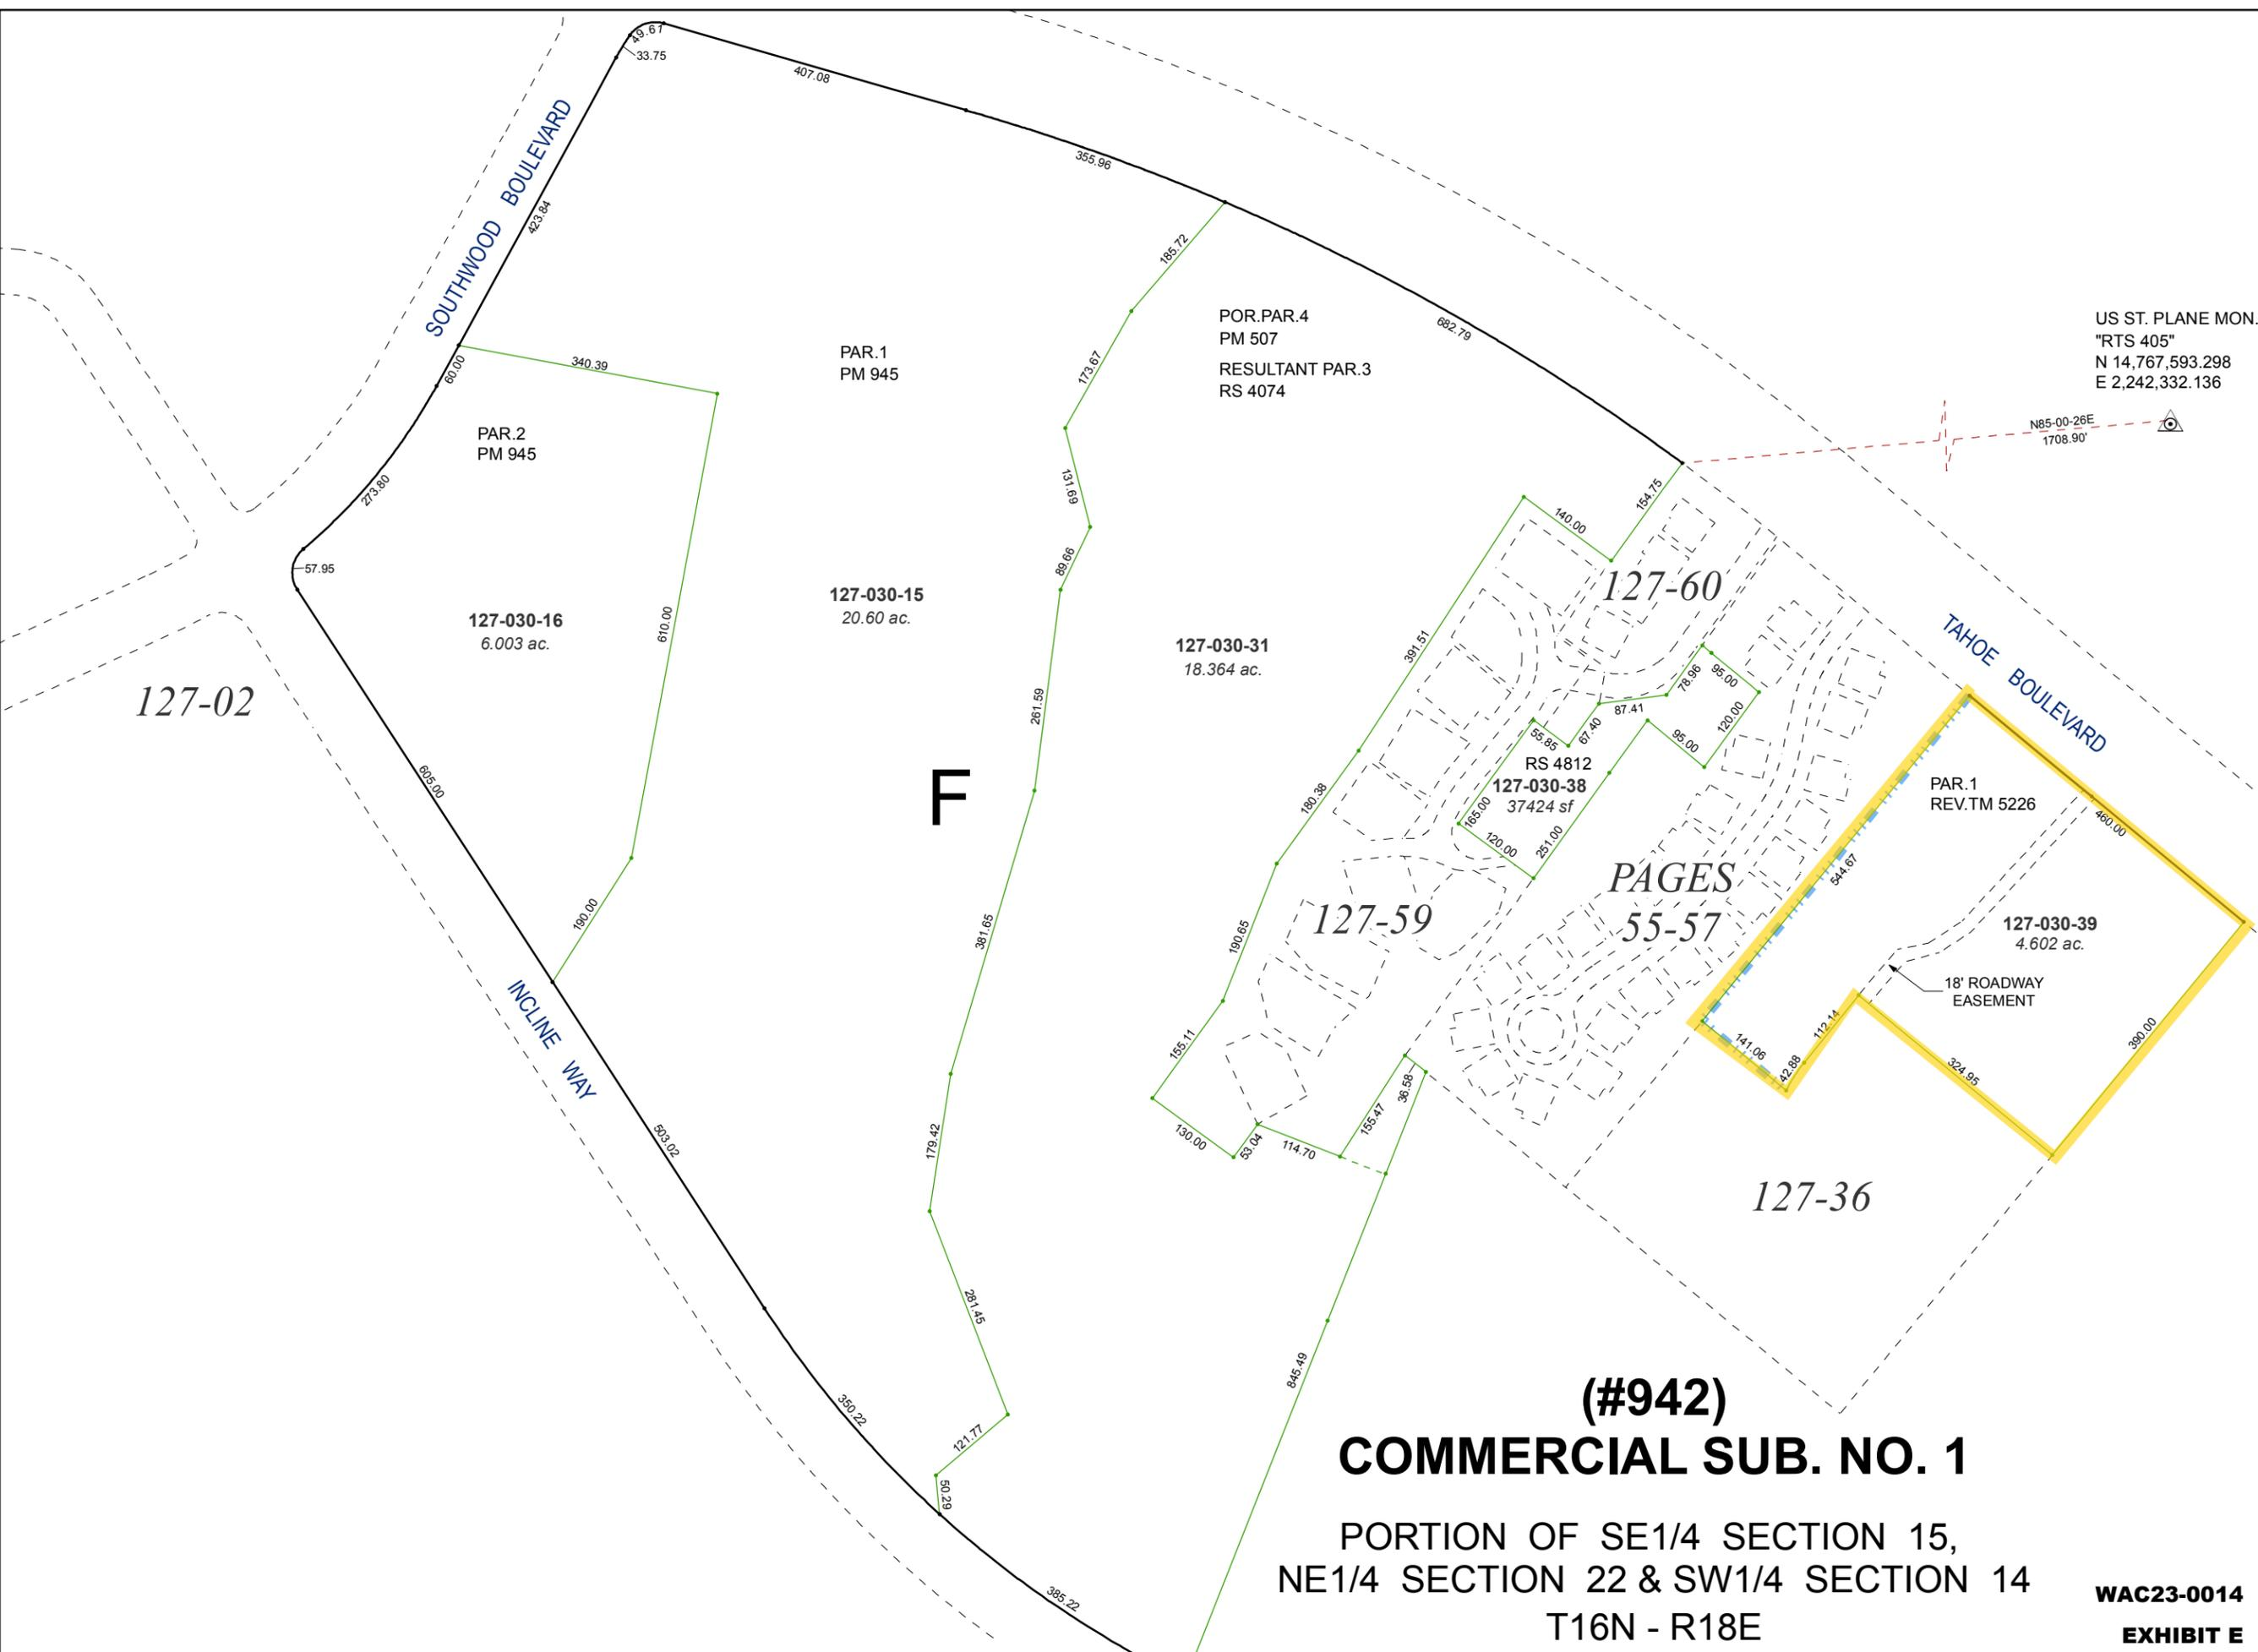 49.67
33.75
407.08
355.96
SOUTHWOOD BOULEVARD
423.84
185.72
682.79
POR.PAR.4
PM 507
RESULTANT PAR.3
RS 4074
US ST. PLANE MON.
"RTS 405"
N 14,767,593.298
E 2,242,332.136
N85-00-26E
1708.90'
PAR.1
PM 945
60.00
340.39
173.67
PAR.2
PM 945
273.80
131.69
140.00
154.75
57.95
89.66
127-60
127-030-16
6.003 ac.
610.00
127-030-15
20.60 ac.
127-030-31
18.364 ac.
391.51
TAHOE BOULEVARD
127-02
261.59
78.96
95.00
87.41
120.00
67.40
55.85
95.00
RS 4812
127-030-38
37424 sf
165.00
120.00
251.00
605.00
F
180.38
PAR.1
REV.TM 5226
460.00
544.67
PAGES
55-57
127-59
190.00
381.65
190.65
127-030-39
4.602 ac.
18' ROADWAY
EASEMENT
INCLINE WAY
155.11
141.06
42.88
112.14
324.95
390.00
36.58
155.47
130.00
53.04
114.70
503.02
179.42
127-36
281.45
845.49
350.22
121.77
50.29
385.22
(#942)
COMMERCIAL SUB. NO. 1
PORTION OF SE1/4 SECTION 15,
NE1/4 SECTION 22 & SW1/4 SECTION 14
T16N - R18E
WAC23-0014
EXHIBIT E